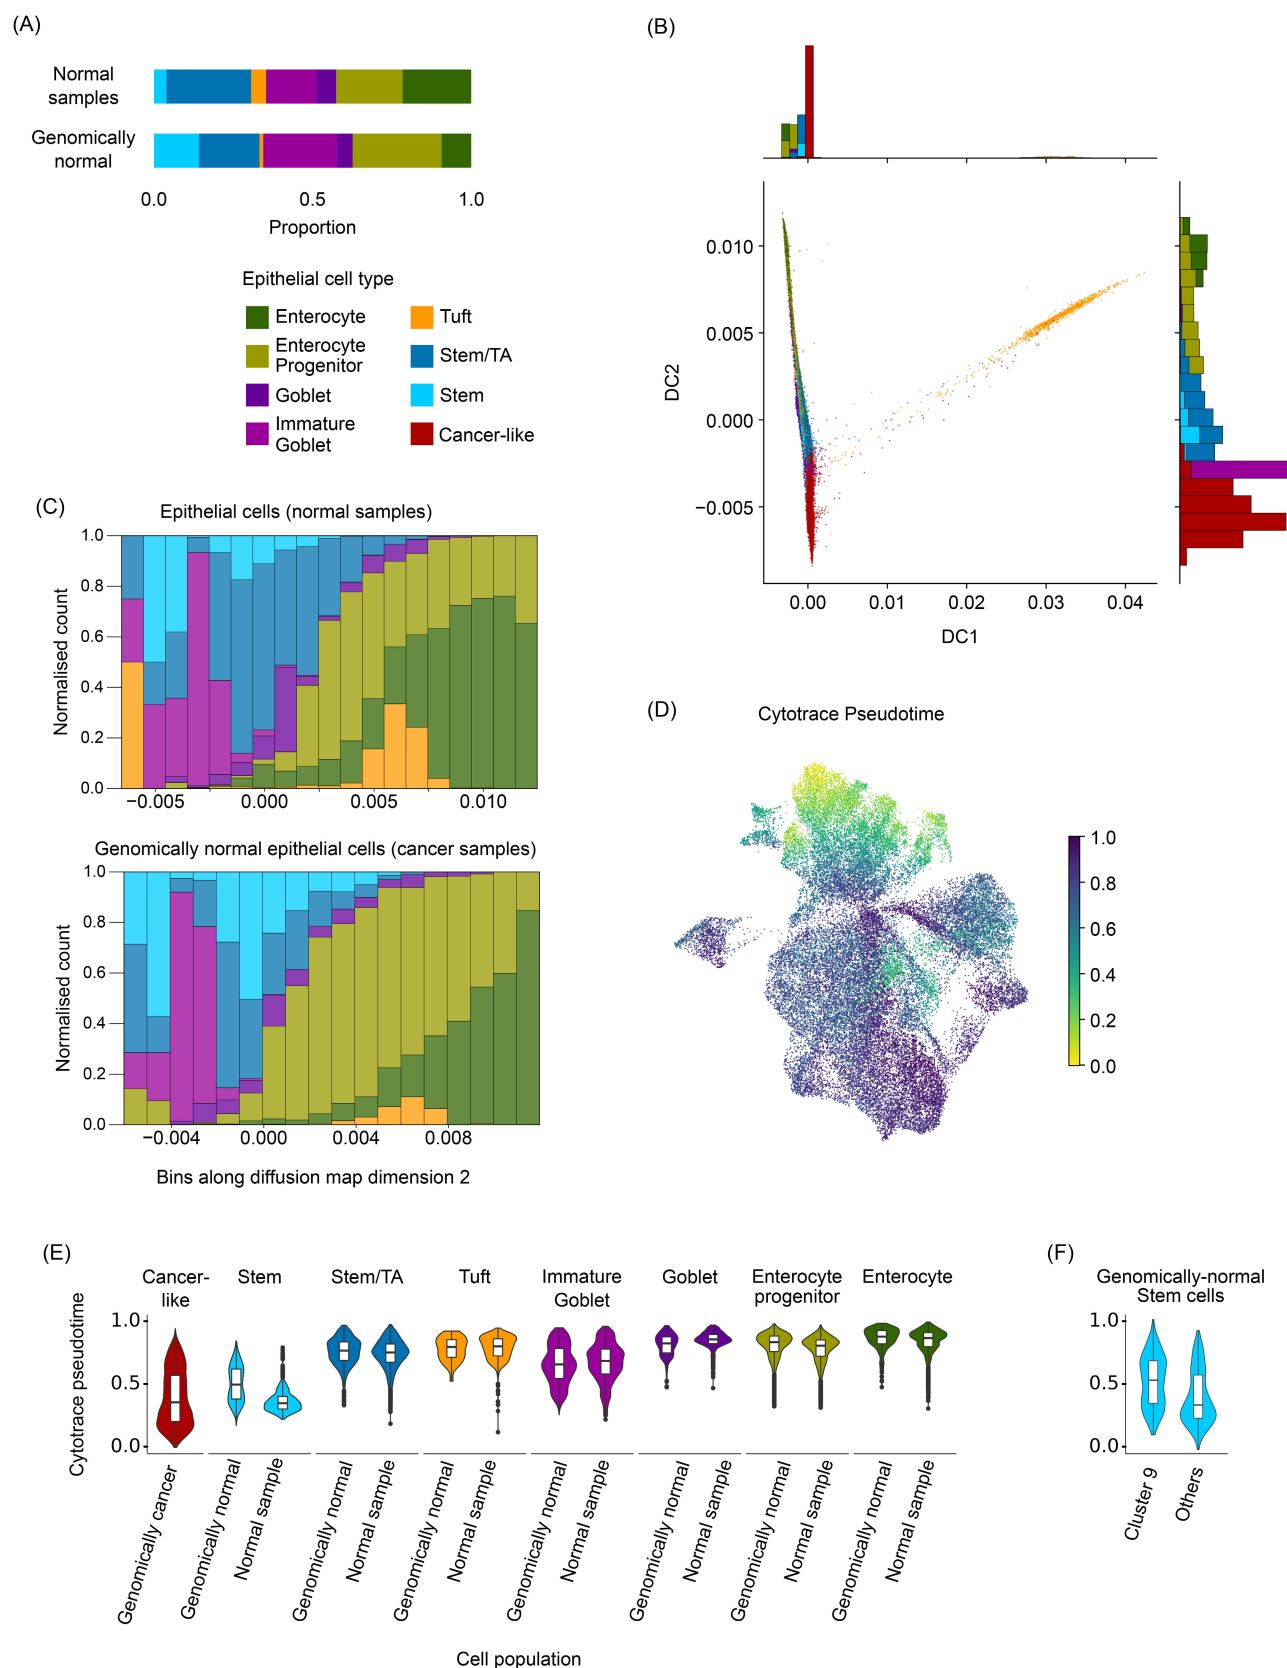 (A)
Normal
samples
Genomically
normal
0.0 0.5 1.0
Proportion
Epithelial cell type
Enterocyte
Enterocyte
Progenitor
Goblet
Immature
Goblet
Tuft
Stem/TA
Stem
Cancer-like
(B)
0.010
0.005
0.000
−0.005
DC2
0.00 0.01 0.02 0.03 0.04
DC1
(C)
Epithelial cells (normal samples)
1.0
0.8
0.6
0.4
0.2
0.0
Normalised count
−0.005 0.000 0.005 0.010
Genomically normal epithelial cells (cancer samples)
1.0
0.8
0.6
0.4
0.2
0.0
Normalised count
−0.004 0.000 0.004 0.008
Bins along diffusion map dimension 2
(D)
Cytotrace Pseudotime
1.0
0.8
0.6
0.4
0.2
0.0
(E)
Cancer-
like
Stem
Stem/TA
Tuft
Immature
Goblet
Goblet
Enterocyte
progenitor
Enterocyte
Cytotrace pseudotime
1.0
0.5
0.0
Genomically cancer
Genomically normal
Normal sample
Genomically normal
Normal sample
Genomically normal
Normal sample
Genomically normal
Normal sample
Genomically normal
Normal sample
Genomically normal
Normal sample
Genomically normal
Normal sample
Cell population
(F)
Genomically-normal
Stem cells
1.0
0.5
0.0
Cluster 9
Others